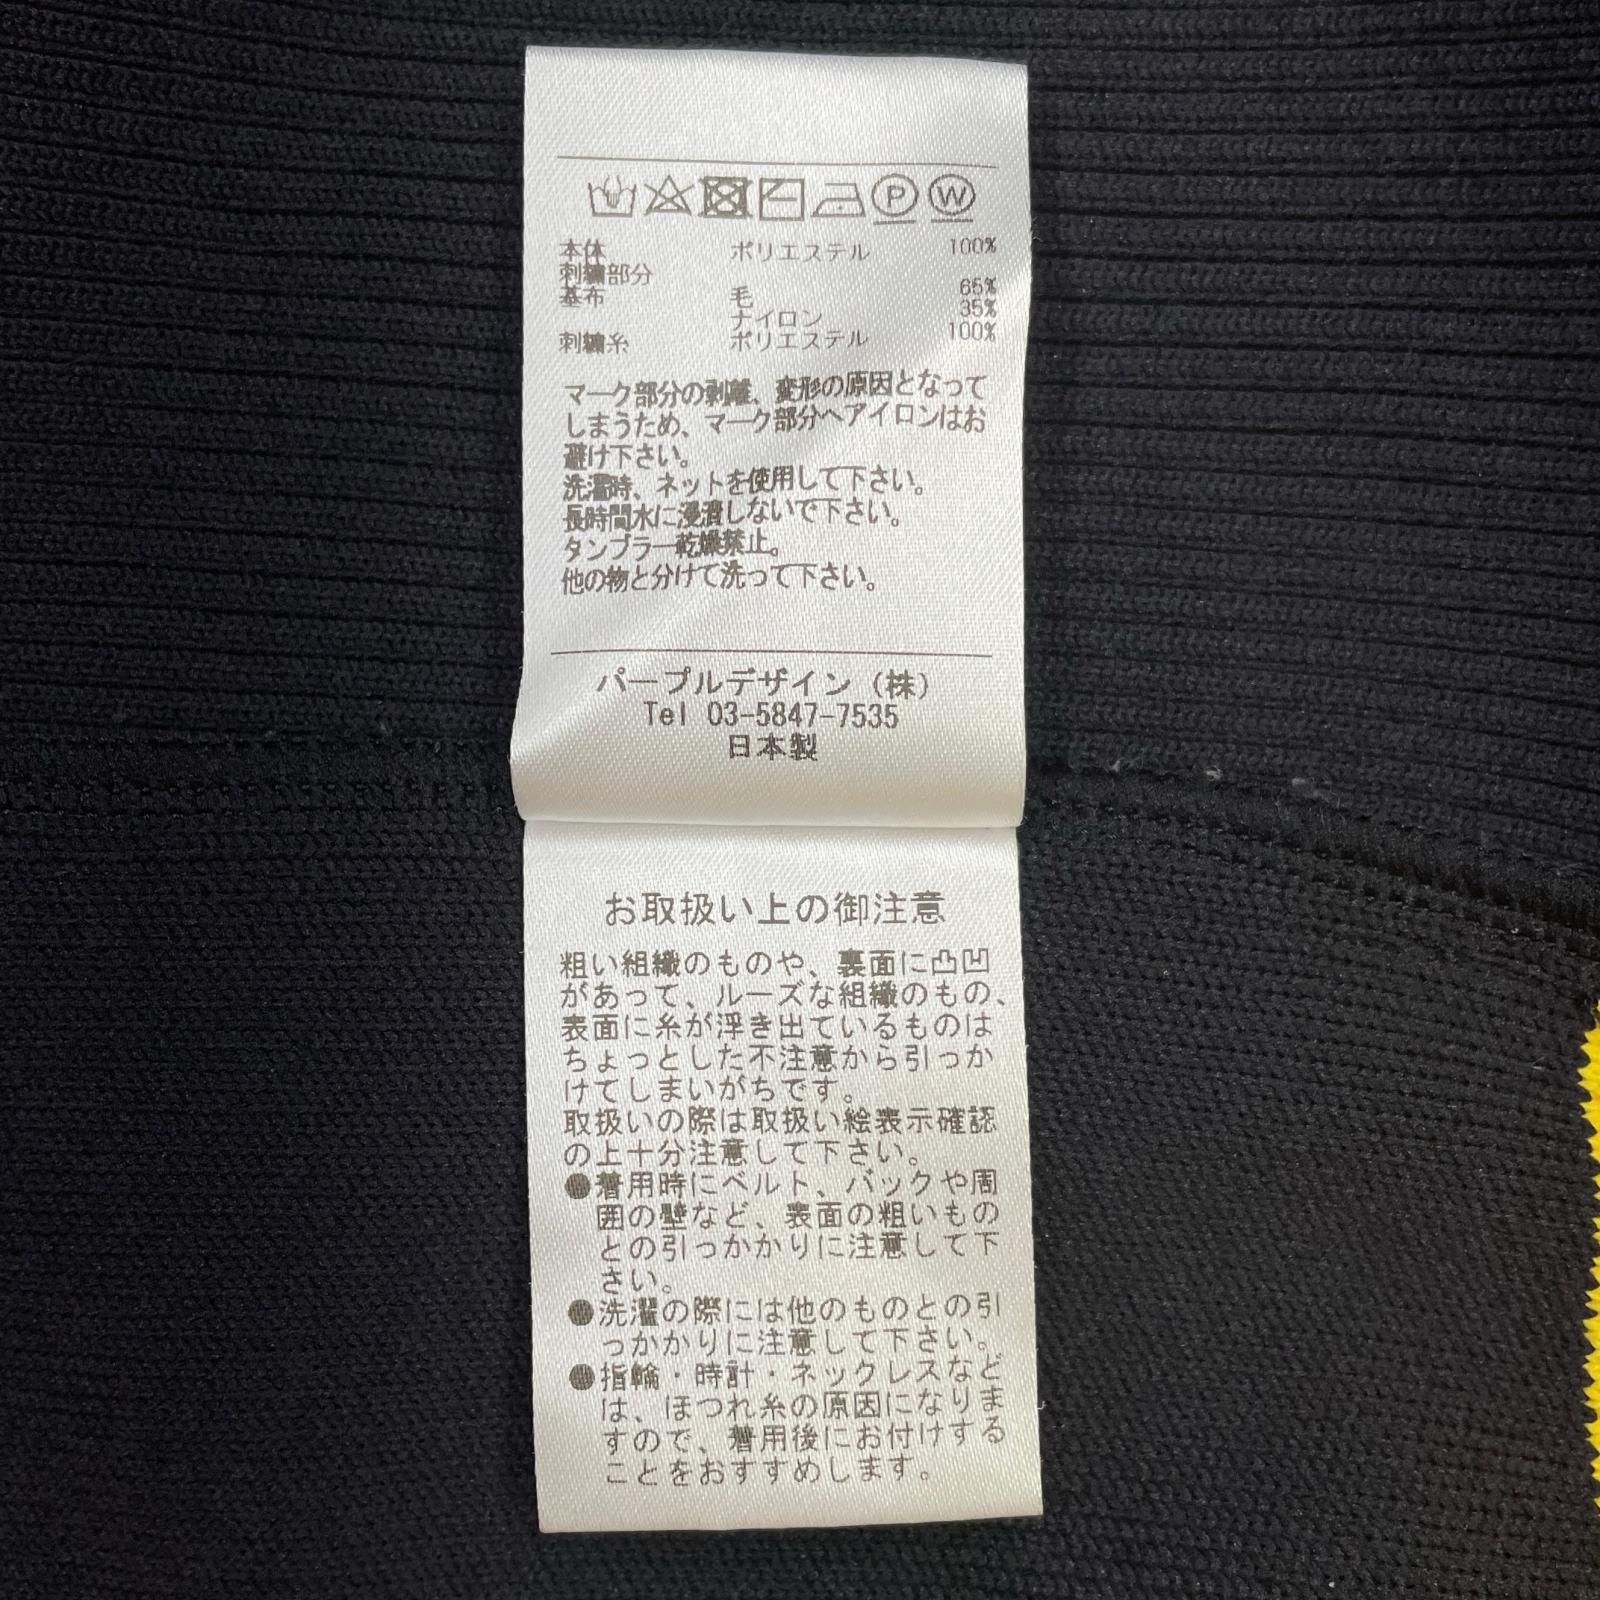 P W
本体 ポリエステル 100%
刺繍部分
基布 毛 65%
ナイロン 35%
刺繍糸 ポリエステル 100%
マーク部分の剥離、変形の原因となって
しまうため、マーク部分へアイロンはお
避け下さい。
洗濯時、ネットを使用して下さい。
長時間水に浸漬しないで下さい。
タンブラー乾燥禁止。
他の物と分けて洗って下さい。
パープルデザイン(株)
Tel 03-5847-7535
日本製
お取扱い上の御注意
粗い組織のものや、裏面に凸凹
があって、ルーズな組織のもの、
表面に糸が浮き出ているものは
ちょっとした不注意から引っか
けてしまいがちです。
取扱いの際は取扱い絵表示確認
の上十分注意して下さい。
●着用時にベルト、バックや周
囲の壁など、表面の粗いもの
との引っかかりに注意して下
さい。
●洗濯の際には他のものとの引
っかかりに注意して下さい。
●指輪・時計・ネックレスなど
は、ほつれ糸の原因になりま
すので、着用後にお付けする
ことをおすすめします。